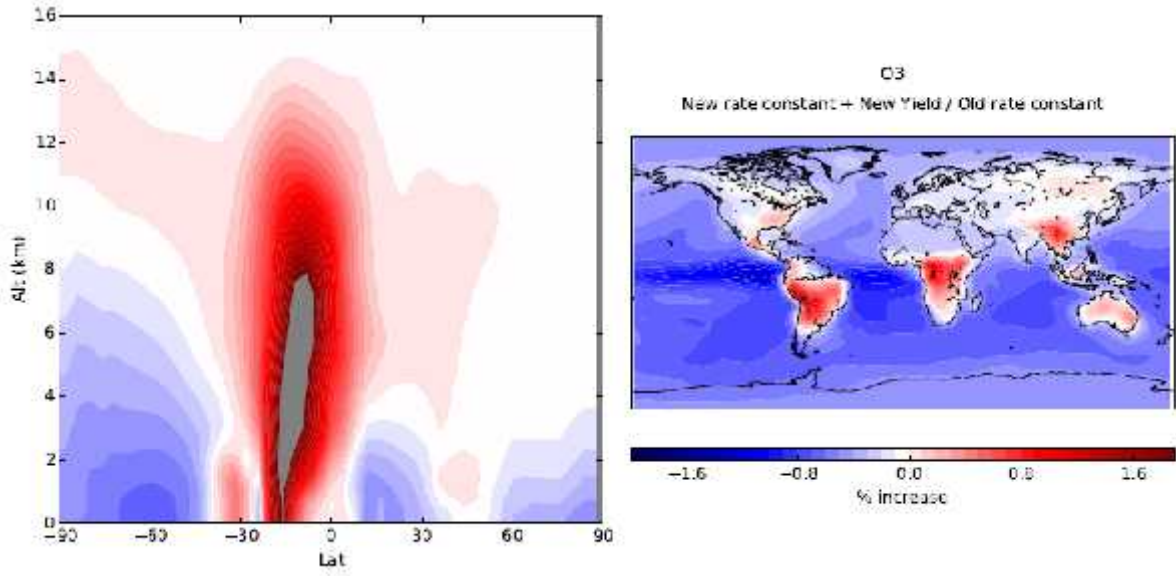 16
14
12
10
8
6
4
2
0
Alt (km)
−90 −60 −30 0 30 60 90
Lat
O3
New rate constant + New Yield / Old rate constant
−1.6 −0.8 0.0 0.8 1.6
% increase